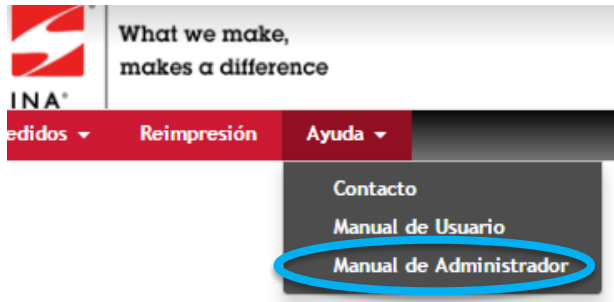 What we make,
makes a difference
INA®
edidos Reimpresión Ayuda
Contacto
Manual de Usuario
Manual de Administrador